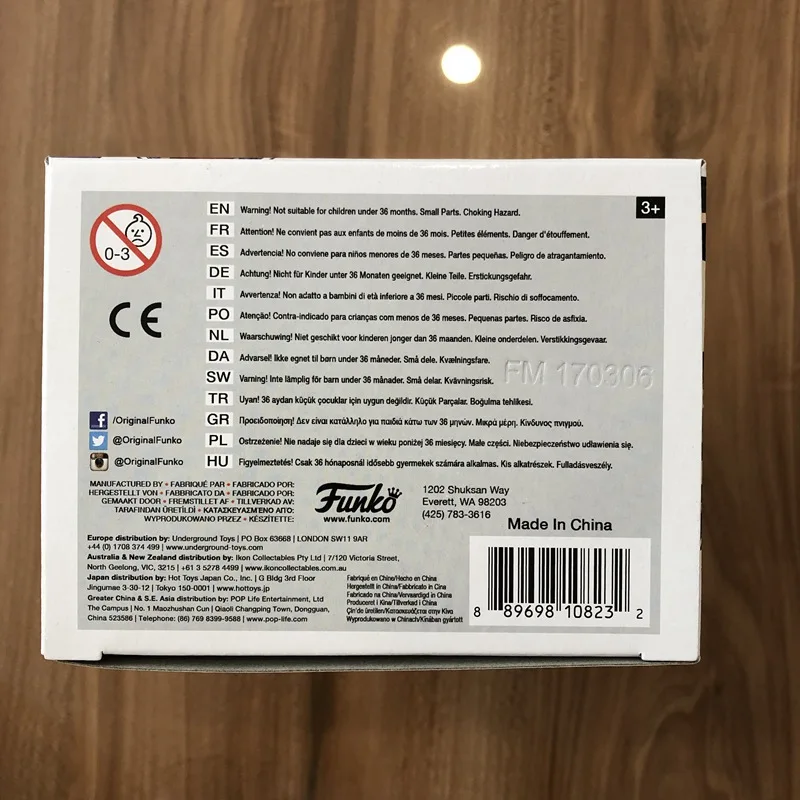 3+
0-3
EN Warning! Not suitable for children under 36 months. Small Parts. Choking Hazard.
FR Attention! Ne convient pas aux enfants de moins de 36 mois. Petites éléments. Danger d'étouffement.
ES Advertencia! No conviene para niños menores de 36 meses. Partes pequeñas. Peligro de atragantamiento.
DE Achtung! Nicht für Kinder unter 36 Monaten geeignet. Kleine Teile. Erstickungsgefahr.
IT Avvertenza! Non adatto a bambini di età inferiore a 36 mesi. Piccole parti. Rischio di soffocamento.
PO Atenção! Contra-indicado para crianças com menos de 36 meses. Pequenas partes. Risco de asfixia.
NL Waarschuwing! Niet geschikt voor kinderen jonger dan 36 maanden. Kleine onderdelen. Verstikkingsgevaar.
DA Advarsel! Ikke egnet til børn under 36 måneder. Små dele. Kvælningsfare.
SW Varning! Inte lämplig för barn under 36 månader. Små delar. Kvävningsrisk.
TR Uyarı! 36 aydan küçük çocuklar için uygun değildir. Küçük Parçalar. Boğulma tehlikesi.
GR Προειδοποίηση! Δεν είναι κατάλληλο για παιδιά κάτω των 36 μηνών. Μικρά μέρη. Κίνδυνος πνιγμού.
PL Ostrzeżenie! Nie nadaje się dla dzieci w wieku poniżej 36 miesięcy. Małe części. Niebezpieczeństwo udławienia się.
HU Figyelmeztetés! Csak 36 hónaposnál idősebb gyermekek számára alkalmas. Kis alkatrészek. Fulladásveszély.
CE
FM 170306
/OriginalFunko
@OriginalFunko
@OriginalFunko
MANUFACTURED BY • FABRIQUÉ PAR • FABRICADO POR:
HERGESTELLT VON • FABBRICATO DA • FABRICADO POR:
GEMAAKT DOOR • FREMSTILLET AF • TILLVERKAD AV:
TARAFINDAN ÜRETİLDİ • ΚΑΤΑΣΚΕΥΑΣΜΈΝΟ ΑΠΌ:
WYPRODUKOWANO PRZEZ • KÉSZÍTETTE:
Funko
www.funko.com
1202 Shuksan Way
Everett, WA 98203
(425) 783-3616
Made In China
Europe distribution by: Underground Toys | PO Box 63668 | LONDON SW11 9AR
+44 (0) 1708 374 499 | www.underground-toys.com
Australia & New Zealand distribution by: Ikon Collectables Pty Ltd | 7/120 Victoria Street,
North Geelong, VIC, 3215 | +61 3 5278 4499 | www.ikoncollectables.com.au
Japan distribution by: Hot Toys Japan Co., Inc. | G Bldg 3rd Floor
Jingumae 3-30-12 | Tokyo 150-0001 | www.hottoys.jp
Greater China & S.E. Asia distribution by: POP Life Entertainment, Ltd
The Campus | No. 1 Maozhushan Cun | Qiaoli Changping Town, Dongguan,
China 523586 | Telephone: (86) 769 8399-9588 | www.pop-life.com
Fabriqué en Chine/Hecho en China
Hergestellt in China/Fabbricato in Cina
Fabricado na China/Vervaardigd in China
Produceret i Kina/Tillverkad i China
Çin'de üretilen/Κατασκευάζεται στην Κίνα
Wyprodukowano w Chinach/Kínában gyártott
8 89698 10823 2